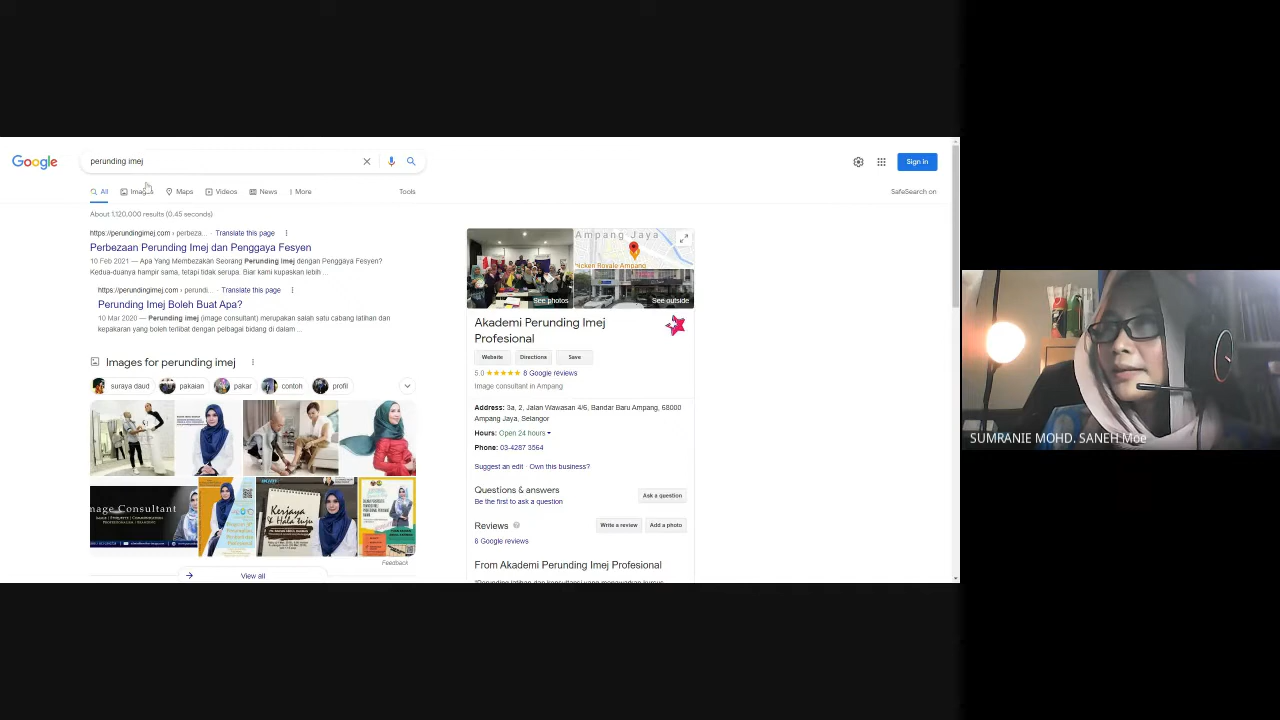 Google
perunding imej
Sign in
All
Images
Maps
Videos
News
More
Tools
SafeSearch on
About 1,120,000 results (0.45 seconds)
https://perundingimej.com › perbeza... · Translate this page
Perbezaan Perunding Imej dan Penggaya Fesyen
10 Feb 2021 — Apa Yang Membezakan Seorang Perunding imej dengan Penggaya Fesyen?
Kedua-duanya hampir sama, tetapi tidak serupa. Biar kami kupaskan lebih ...
https://perundingimej.com › perundi... · Translate this page
Perunding Imej Boleh Buat Apa?
10 Mar 2020 — Perunding imej (image consultant) merupakan salah satu cabang latihan dan
kepakaran yang boleh terlibat dengan pelbagai bidang di dalam ...
Images for perunding imej
suraya daud
pakaian
pakar
contoh
profil
mage Consultant
Kerjaya
& Hala tuju
Feedback
View all
Ampang Jaya
hicken Royale Ampang
See photos
See outside
Akademi Perunding Imej
Profesional
Website
Directions
Save
5.0 ★★★★★ 8 Google reviews
Image consultant in Ampang
Address: 3a, 2, Jalan Wawasan 4/6, Bandar Baru Ampang, 68000
Ampang Jaya, Selangor
Hours: Open 24 hours
Phone: 03-4287 3564
Suggest an edit · Own this business?
Questions & answers
Be the first to ask a question
Ask a question
Reviews
Write a review
Add a photo
8 Google reviews
From Akademi Perunding Imej Profesional
SUMRANIE MOHD. SANEH Moe